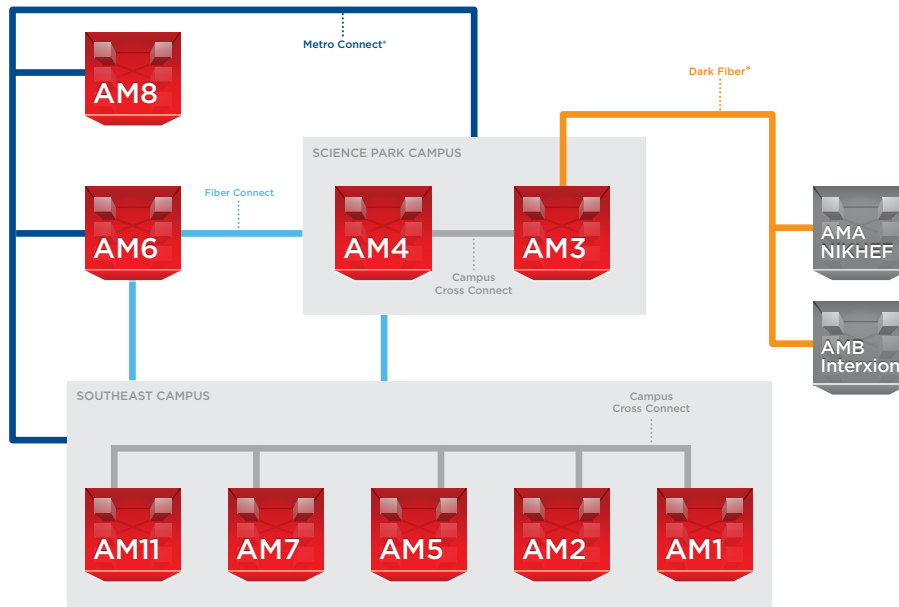 Metro Connect®
Dark Fiber*
AM8
SCIENCE PARK CAMPUS
Fiber Connect
AM6
AM4
AM3
AMA
NIKHEF
Campus
Cross Connect
AMB
Interxion
SOUTHEAST CAMPUS
Campus
Cross Connect
AM11
AM7
AM5
AM2
AM1